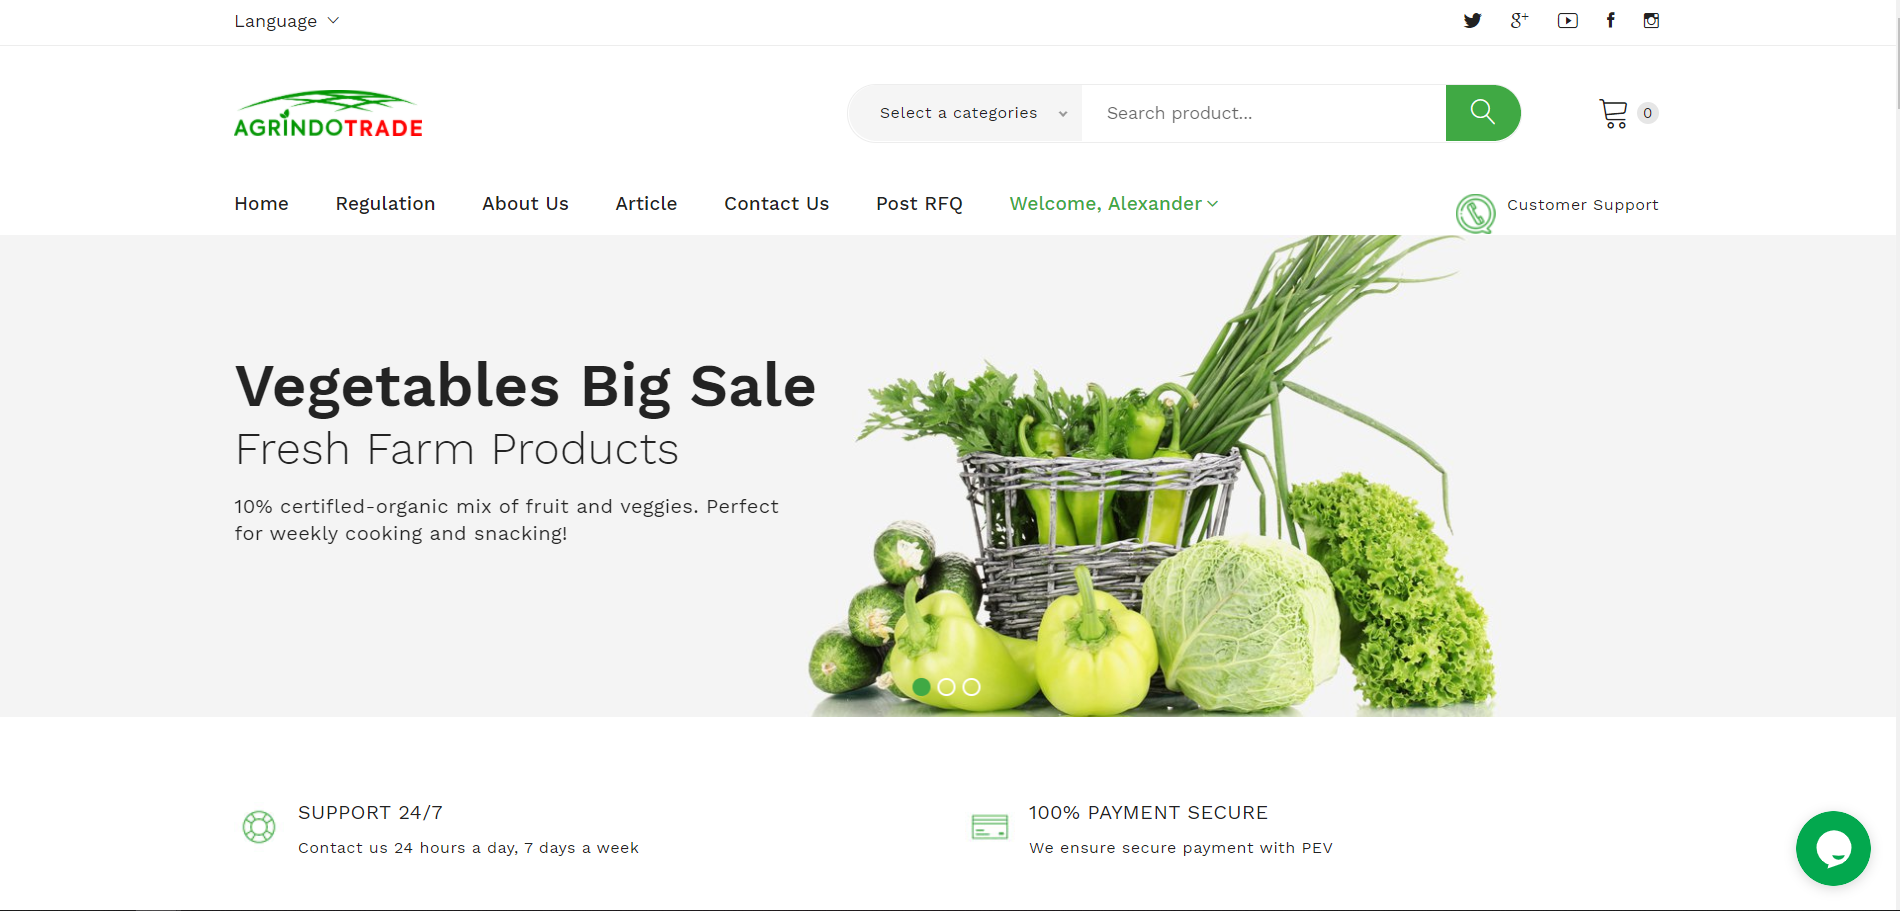 Language
AGRINDOTRADE
Select a categories
Search product...
0
Home Regulation About Us Article Contact Us Post RFQ Welcome, Alexander
Customer Support
Vegetables Big Sale
Fresh Farm Products
10% certifled-organic mix of fruit and veggies. Perfect
for weekly cooking and snacking!
SUPPORT 24/7
Contact us 24 hours a day, 7 days a week
100% PAYMENT SECURE
We ensure secure payment with PEV